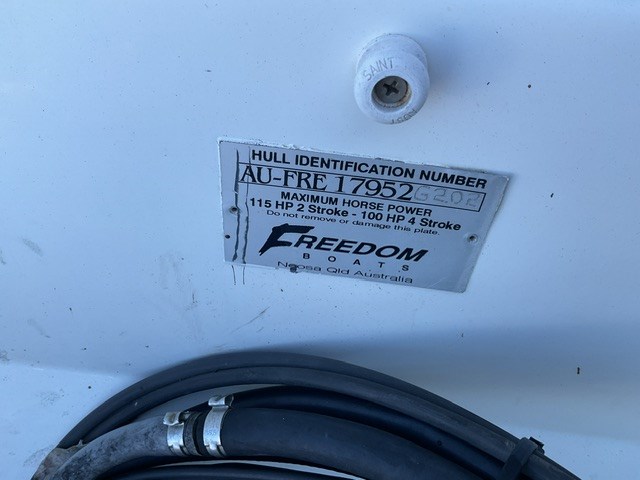 SAINT
HULL IDENTIFICATION NUMBER
AU-FRE 17952G202
MAXIMUM HORSE POWER
115 HP 2 Stroke - 100 HP 4 Stroke
Do not remove or damage this plate.
FREEDOM
BOATS
Noosa Qld Australia